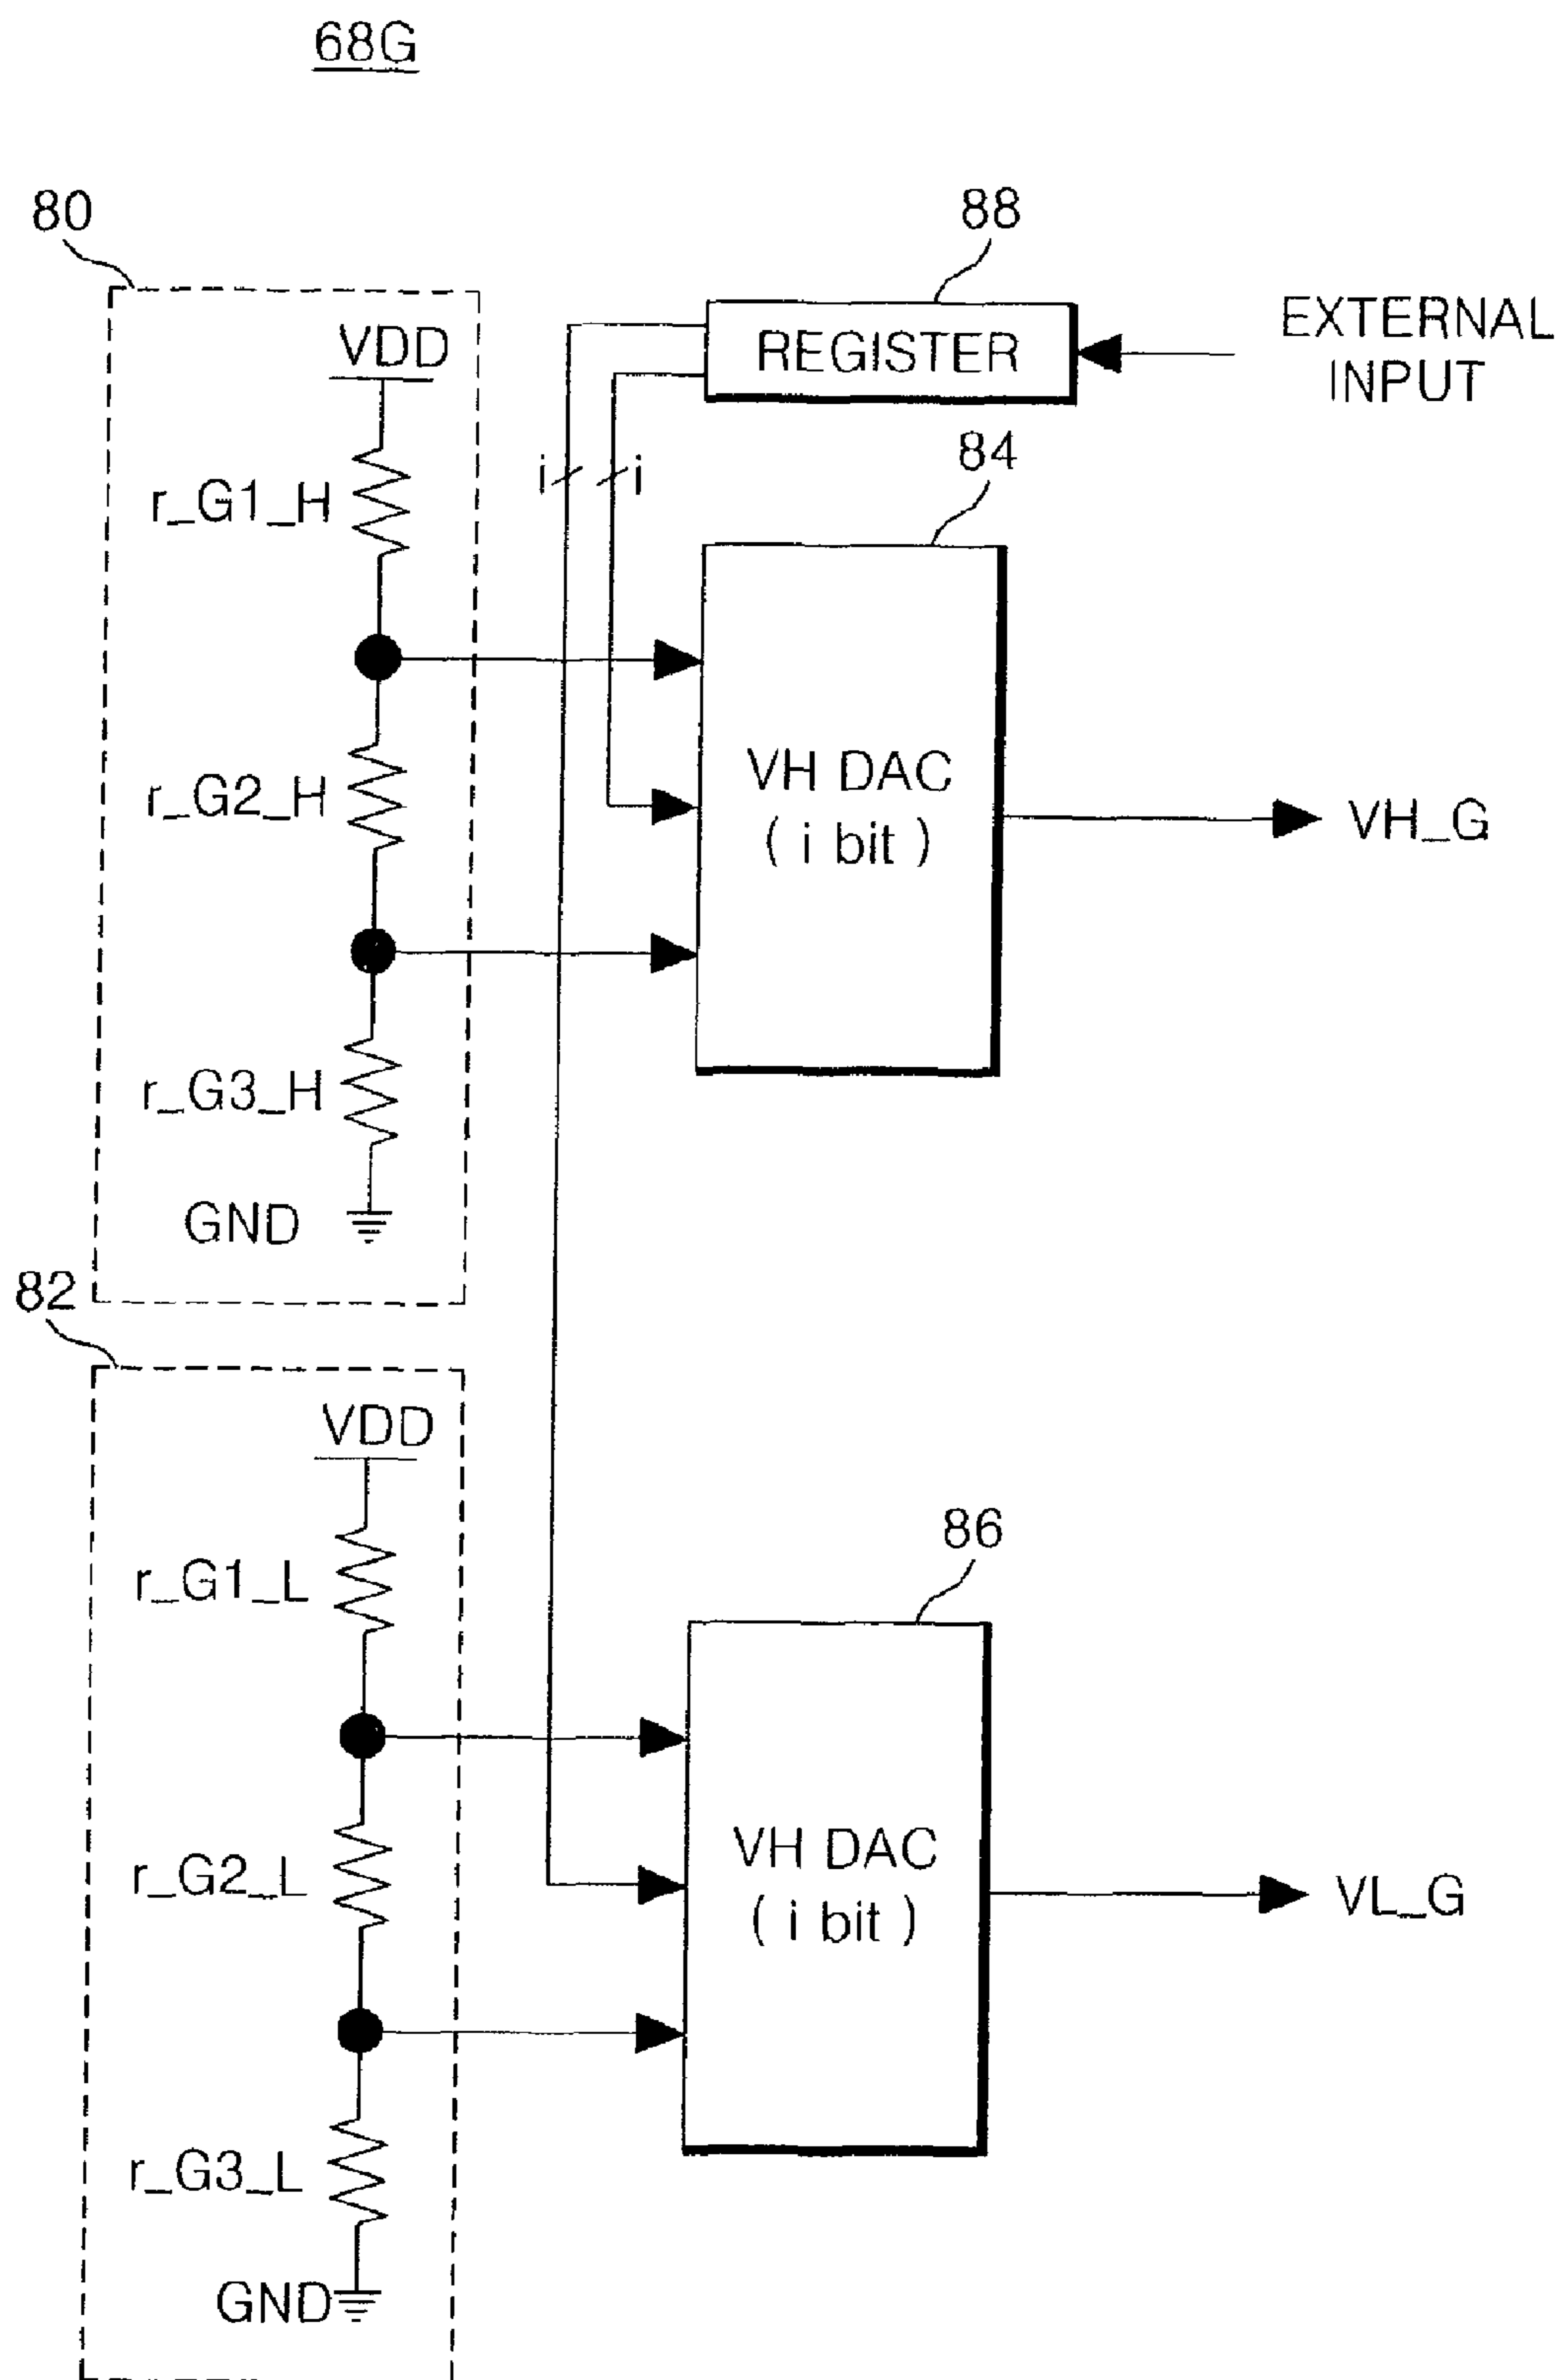 68G
80
88
VDD
REGISTER
EXTERNAL
INPUT
r_G1_H
i
i
84
r_G2_H
VH DAC
( i bit )
VH_G
r_G3_H
GND
82
VDD
86
r_G1_L
r_G2_L
VH DAC
( i bit )
VL_G
r_G3_L
GND